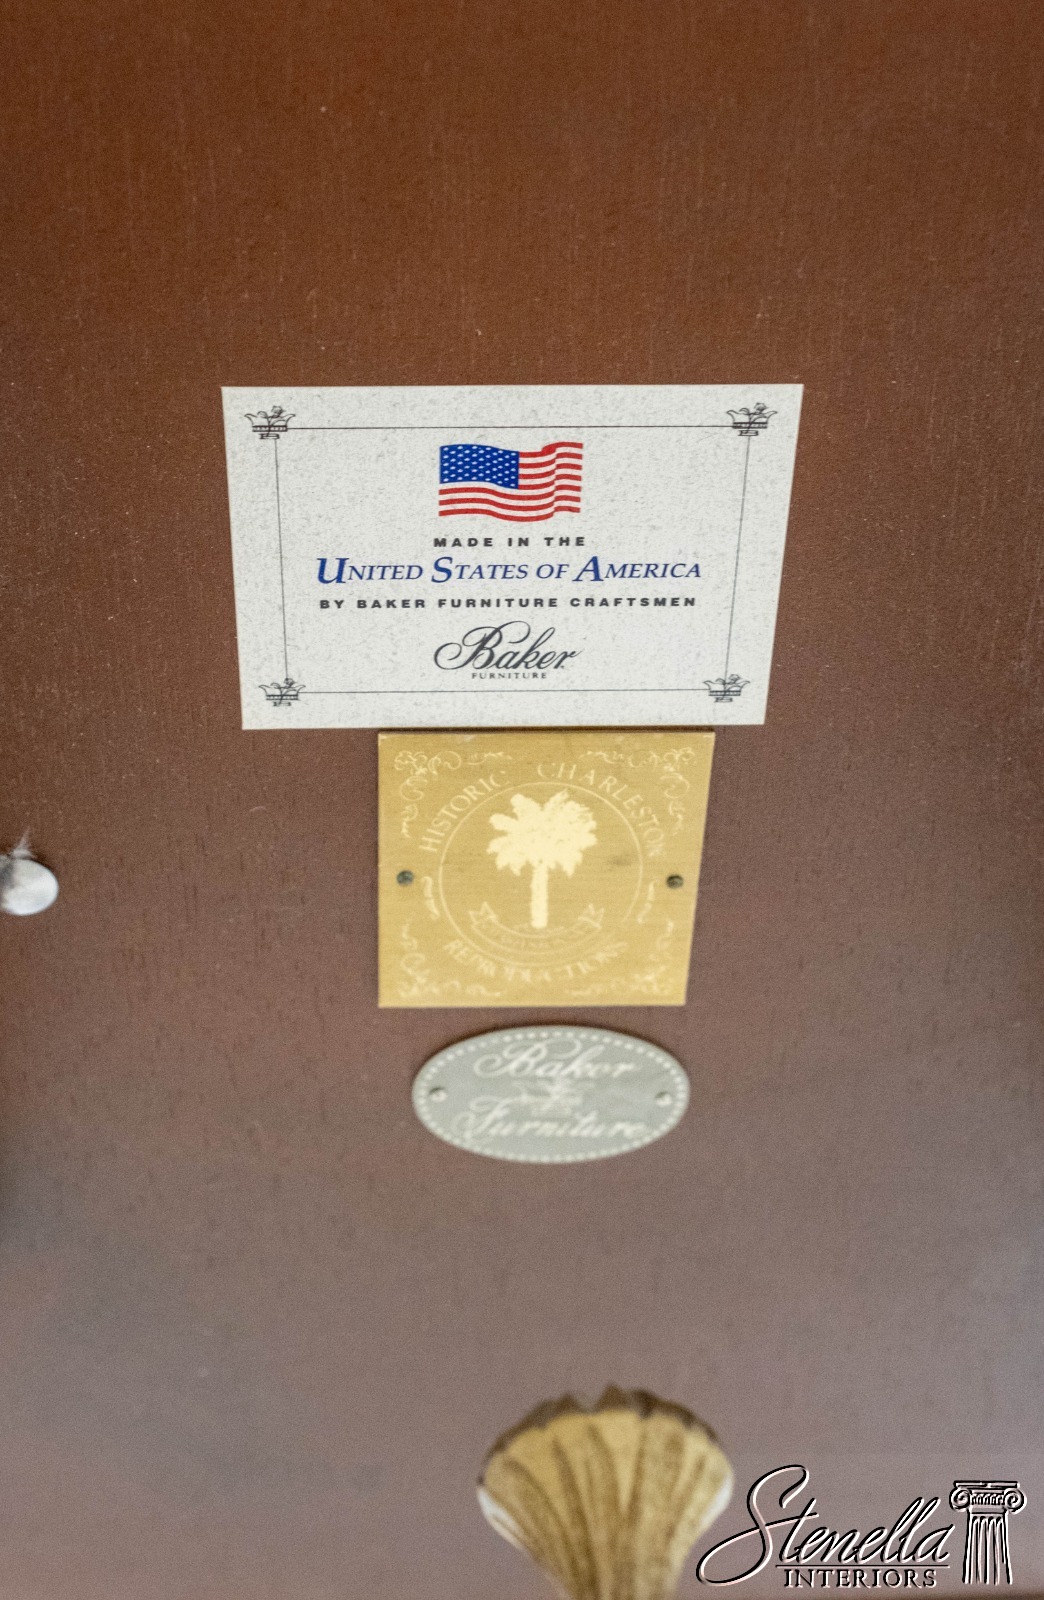 MADE IN THE
UNITED STATES OF AMERICA
BY BAKER FURNITURE CRAFTSMEN
Baker
FURNITURE
HISTORIC CHARLESTON
REPRODUCTIONS
Baker
Furniture
Stenella
INTERIORS